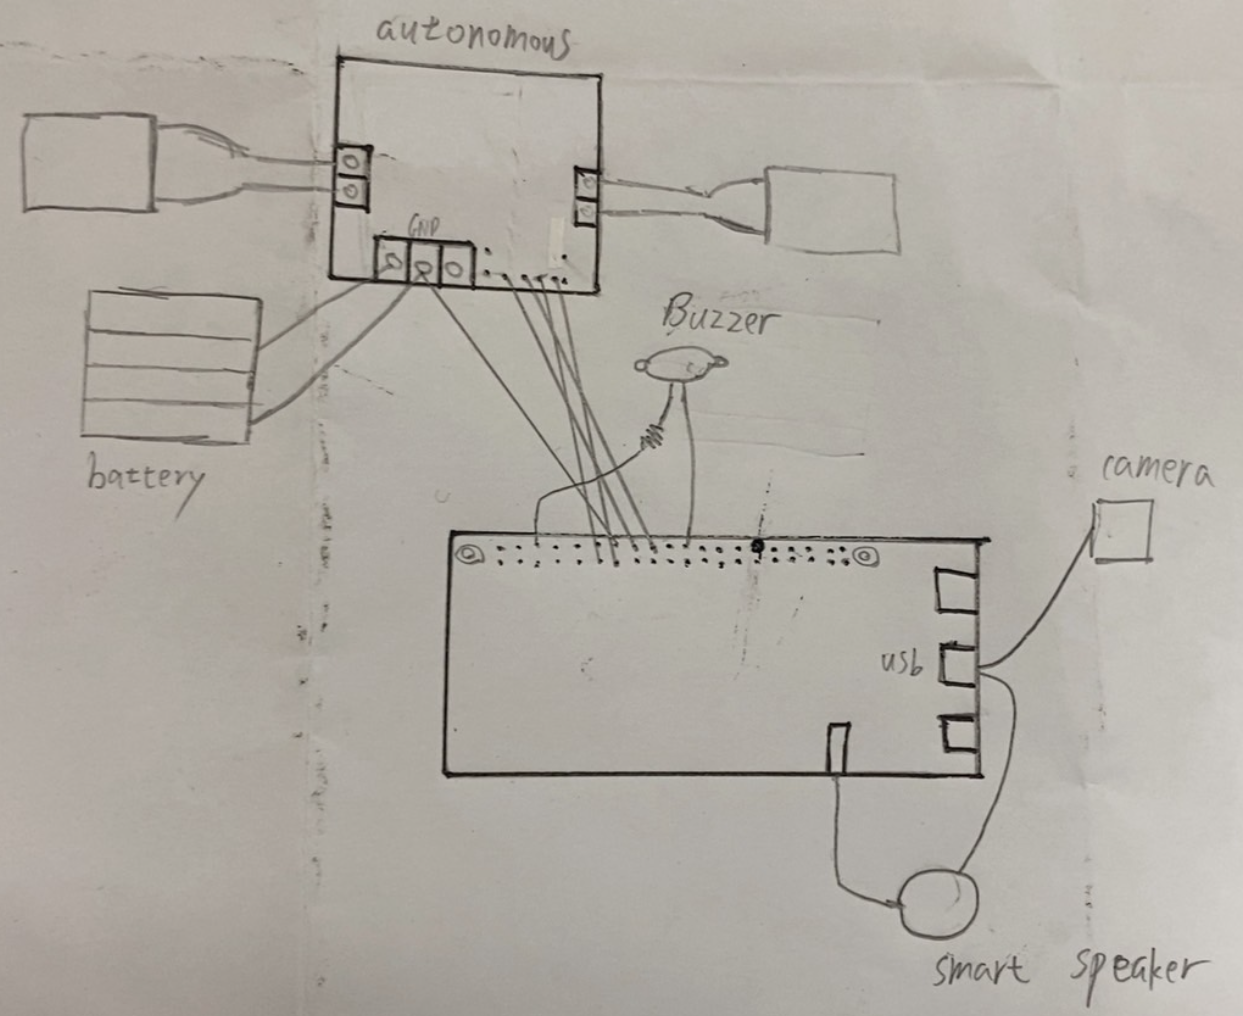 autonomous
GND
Buzzer
battery
camera
usb
smart speaker